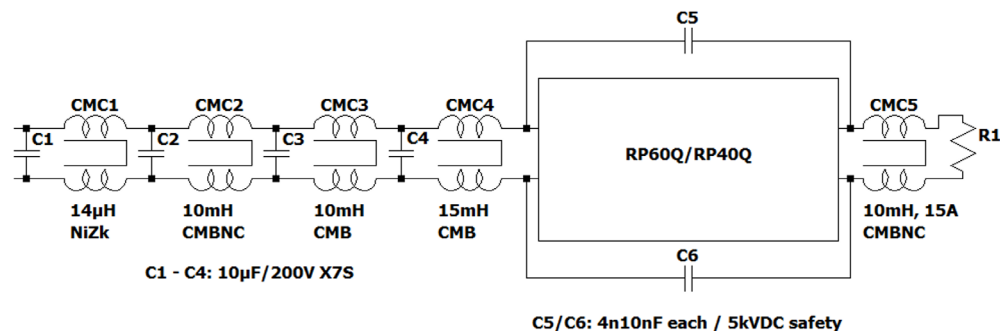 C5
CMC1
CMC2
CMC3
CMC4
CMC5
C1
C2
C3
C4
R1
RP60Q/RP40Q
14µH
NiZk
10mH
CMBNC
10mH
CMB
15mH
CMB
10mH, 15A
CMBNC
C6
C1 - C4: 10µF/200V X7S
C5/C6: 4n10nF each / 5kVDC safety